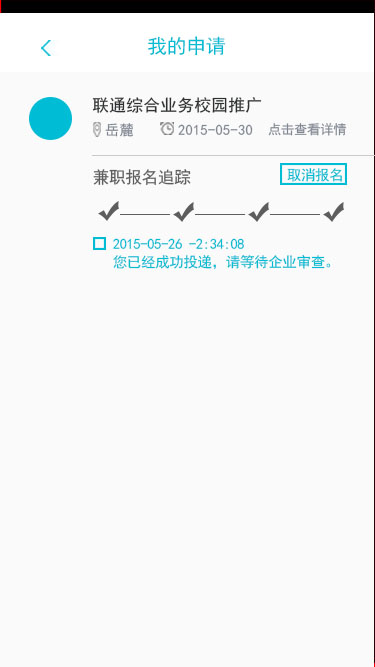 我的申请
联通综合业务校园推广
岳麓 2015-05-30 点击查看详情
兼职报名追踪 取消报名
2015-05-26 -2:34:08
您已经成功投递，请等待企业审查。